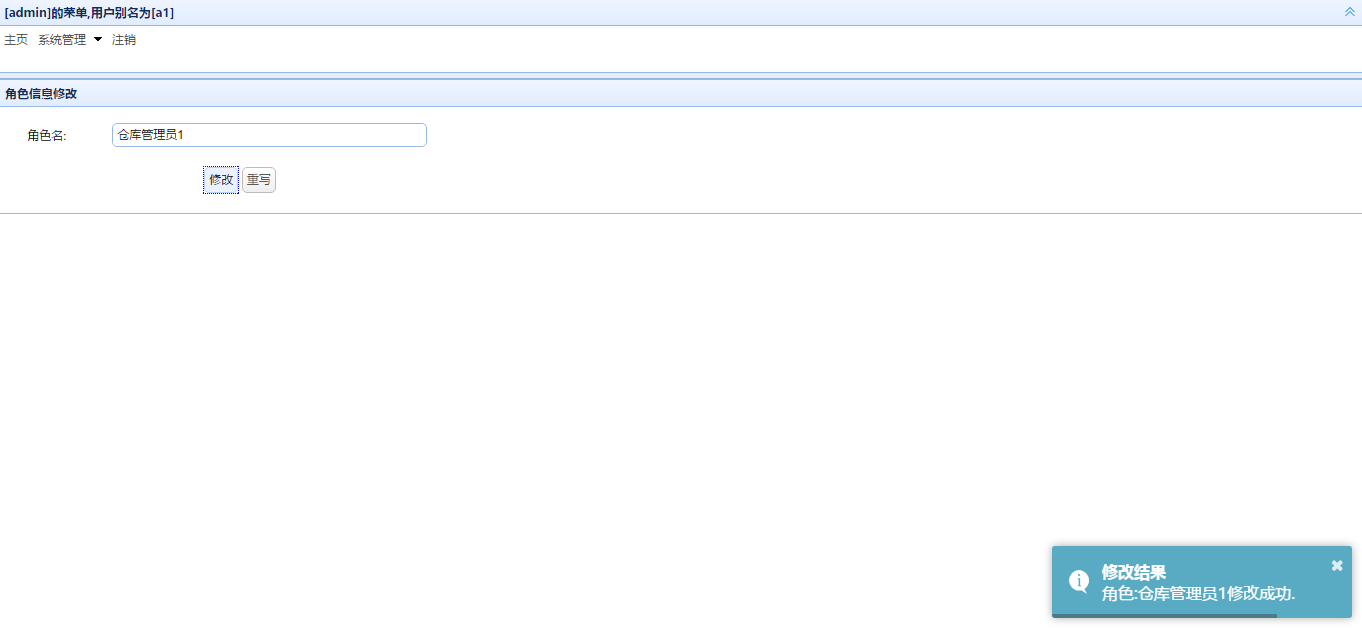 [admin]的荣单,用户别名为[a1]
主页 系统管理 注销
角色信息修改
角色名: 仓库管理员1
修改 重写
修改结果
角色:仓库管理员1修改成功.